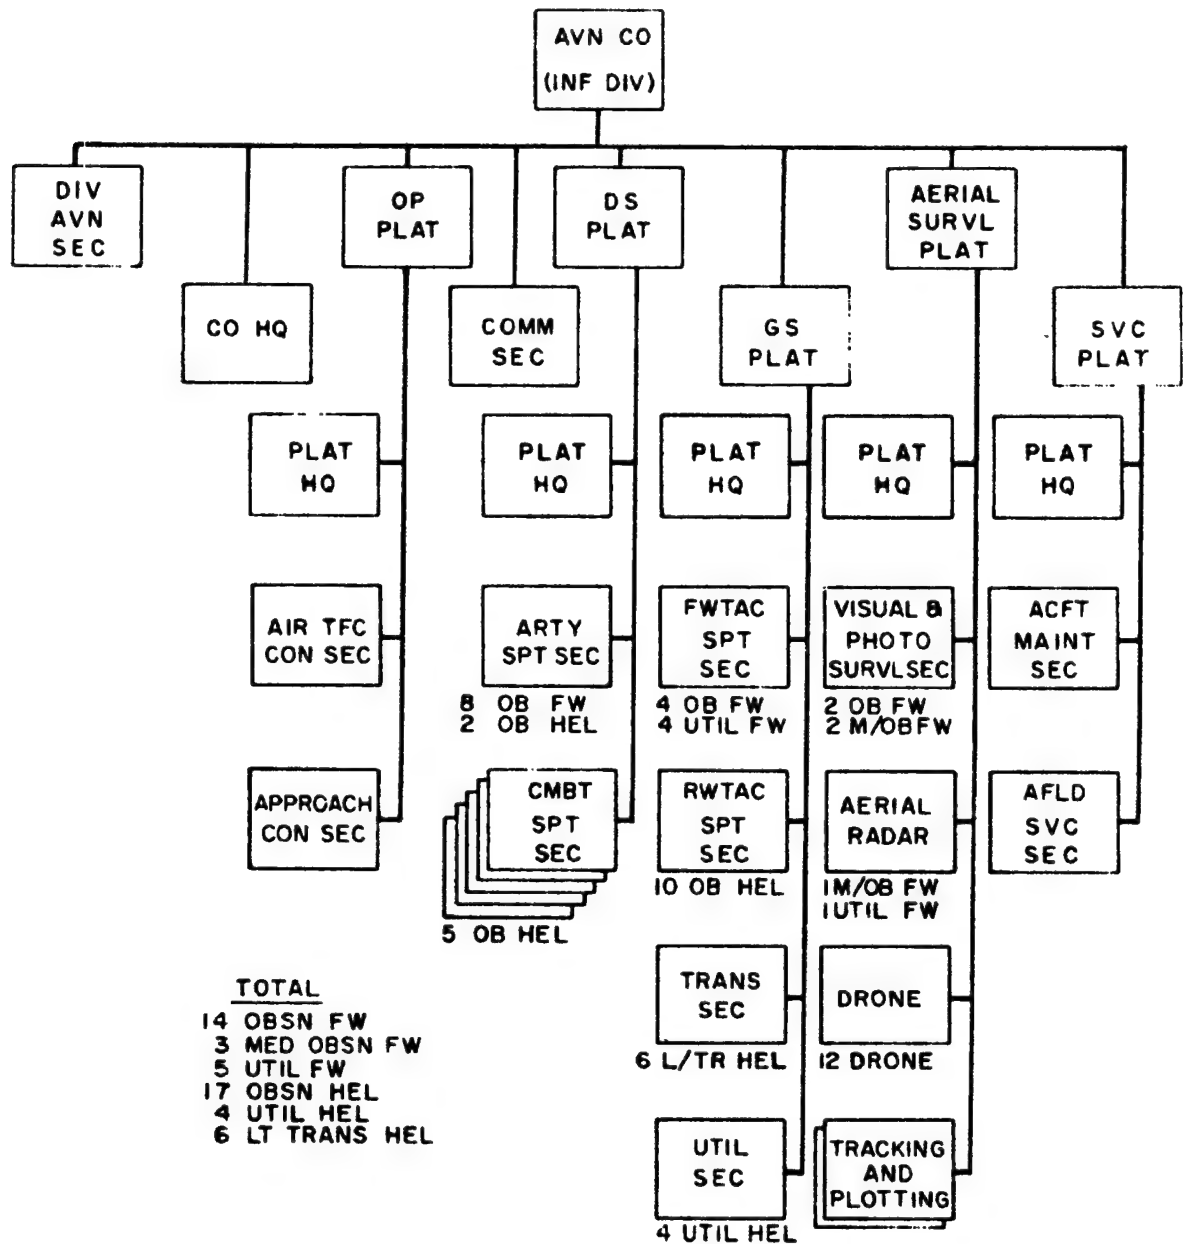 AVN CO
(INF DIV)
DIV
AVN
SEC
OP
PLAT
DS
PLAT
AERIAL
SURVL
PLAT
CO HQ
COMM
SEC
GS
PLAT
SVC
PLAT
PLAT
HQ
PLAT
HQ
PLAT
HQ
PLAT
HQ
PLAT
HQ
AIR TFC
CON SEC
ARTY
SPT SEC
8 OB FW
2 OB HEL
FWTAC
SPT
SEC
4 OB FW
4 UTIL FW
VISUAL &
PHOTO
SURVLSEC
2 OB FW
2 M/OBFW
ACFT
MAINT
SEC
APPROACH
CON SEC
CMBT
SPT
SEC
5 OB HEL
RWTAC
SPT
SEC
10 OB HEL
AERIAL
RADAR
1 M/OB FW
1 UTIL FW
AFLD
SVC
SEC
TRANS
SEC
6 L/TR HEL
DRONE
12 DRONE
UTIL
SEC
4 UTIL HEL
TRACKING
AND
PLOTTING
TOTAL
14 OBSN FW
3 MED OBSN FW
5 UTIL FW
17 OBSN HEL
4 UTIL HEL
6 LT TRANS HEL